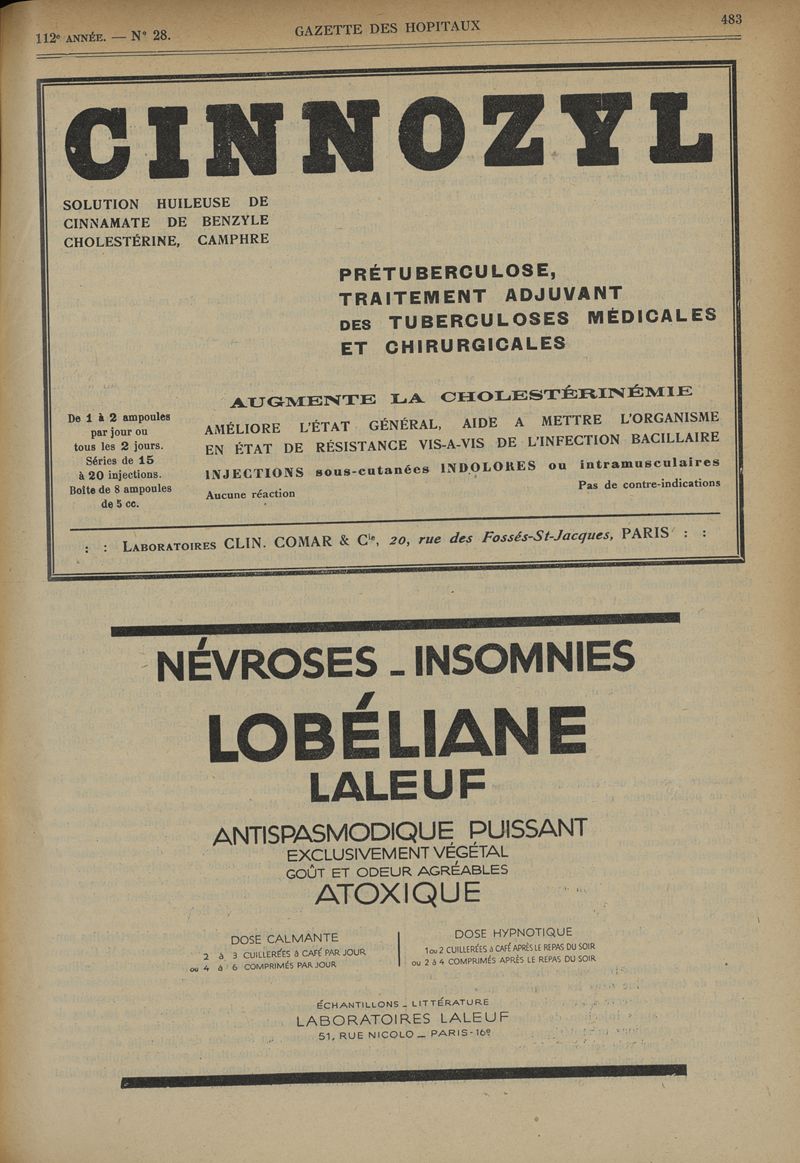 112e ANNÉE. — N° 28.
GAZETTE DES HOPITAUX
483
CINNOZYL
SOLUTION HUILEUSE DE
CINNAMATE DE BENZYLE
CHOLESTÉRINE, CAMPHRE
PRÉTUBERCULOSE,
TRAITEMENT ADJUVANT
DES TUBERCULOSES MÉDICALES
ET CHIRURGICALES
De 1 à 2 ampoules
par jour ou
tous les 2 jours.
Séries de 15
à 20 injections.
Boîte de 8 ampoules
de 5 cc.
AUGMENTE LA CHOLESTÉRINÉMIE
AMÉLIORE L'ÉTAT GÉNÉRAL, AIDE A METTRE L'ORGANISME
EN ÉTAT DE RÉSISTANCE VIS-A-VIS DE L'INFECTION BACILLAIRE
INJECTIONS sous-cutanées INDOLORES ou intramusculaires
Aucune réaction Pas de contre-indications
: : LABORATOIRES CLIN. COMAR & Cie, 20, rue des Fossés-St-Jacques, PARIS : :
NÉVROSES - INSOMNIES
LOBÉLIANE
LALEUF
ANTISPASMODIQUE PUISSANT
EXCLUSIVEMENT VÉGÉTAL
GOÛT ET ODEUR AGRÉABLES
ATOXIQUE
DOSE CALMANTE
2 à 3 CUILLERÉES à CAFÉ PAR JOUR
ou 4 à 6 COMPRIMÉS PAR JOUR
DOSE HYPNOTIQUE
1 ou 2 CUILLERÉES à CAFÉ APRÈS LE REPAS DU SOIR
ou 2 à 4 COMPRIMÉS APRÈS LE REPAS DU SOIR
ÉCHANTILLONS - LITTÉRATURE
LABORATOIRES LALEUF
51, RUE NICOLO - PARIS-16e